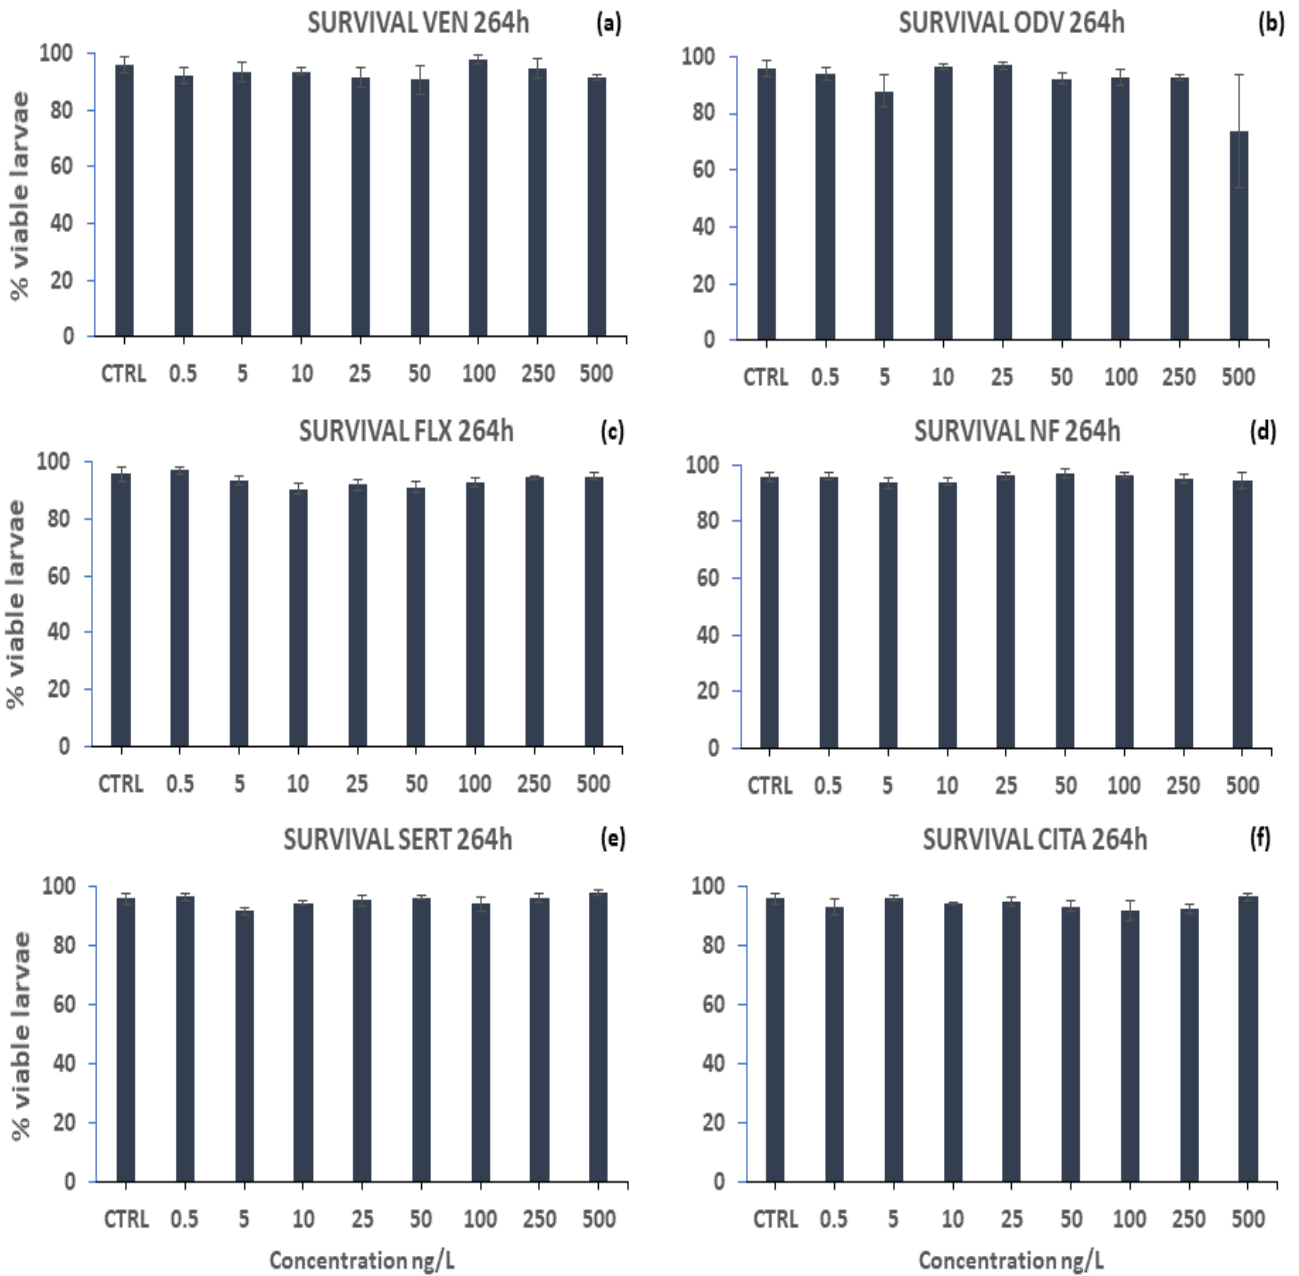 SURVIVAL VEN 264h (a)
% viable larvae
100
80
60
40
20
0
CTRL 0.5 5 10 25 50 100 250 500
SURVIVAL ODV 264h (b)
100
80
60
40
20
0
CTRL 0.5 5 10 25 50 100 250 500
SURVIVAL FLX 264h (c)
% viable larvae
100
80
60
40
20
0
CTRL 0.5 5 10 25 50 100 250 500
SURVIVAL NF 264h (d)
100
80
60
40
20
0
CTRL 0.5 5 10 25 50 100 250 500
SURVIVAL SERT 264h (e)
% viable larvae
100
80
60
40
20
0
CTRL 0.5 5 10 25 50 100 250 500
Concentration ng/L
SURVIVAL CITA 264h (f)
100
80
60
40
20
0
CTRL 0.5 5 10 25 50 100 250 500
Concentration ng/L